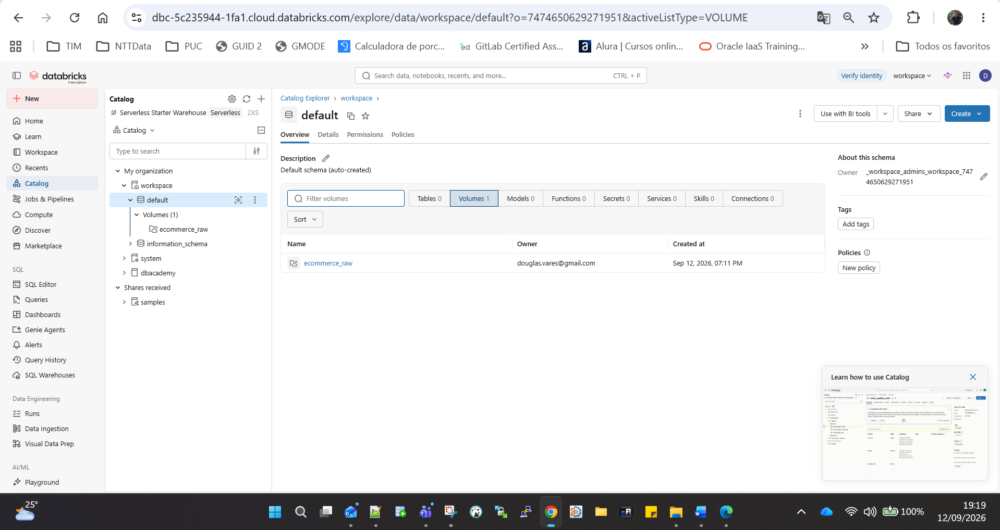 dbc-5c235944-1fa1.cloud.databricks.com/explore/data/workspace/default?o=7474650629271951&activeListType=VOLUME
TIM NTTData PUC GUID 2 GMODE Calculadora de porc... GitLab Certified Ass... Alura | Cursos onlin... Oracle IaaS Training... » Todos os favoritos
databricks
Free Edition
Search data, notebooks, recents, and more... CTRL + P
Verify identity workspace D
New
Home
Learn
Workspace
Recents
Catalog
Jobs & Pipelines
Compute
Discover
Marketplace
SQL
SQL Editor
Queries
Dashboards
Genie Agents
Alerts
Query History
SQL Warehouses
Data Engineering
Runs
Data Ingestion
Visual Data Prep
AI/ML
Playground
Catalog
Serverless Starter Warehouse Serverless 2XS
Catalog
Type to search
My organization
workspace
default
Volumes (1)
ecommerce_raw
information_schema
system
dbacademy
Shares received
samples
Catalog Explorer > workspace >
default
Use with BI tools Share Create
Overview Details Permissions Policies
Description
Default schema (auto-created)
Filter volumes Tables 0 Volumes 1 Models 0 Functions 0 Secrets 0 Services 0 Skills 0 Connections 0
Sort
Name Owner Created at
ecommerce_raw douglas.vares@gmail.com Sep 12, 2026, 07:11 PM
About this schema
Owner _workspace_admins_workspace_747
4650629271951
Tags
Add tags
Policies
New policy
Learn how to use Catalog
25°
100%
19:19
12/09/2026